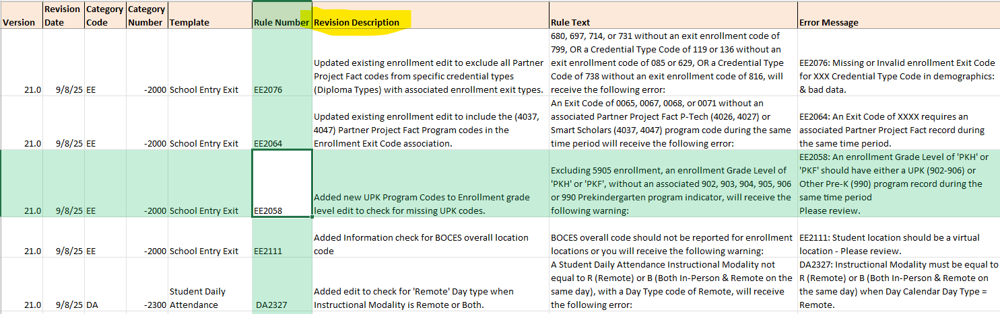 Version Revision Date Category Code Category Number Template Rule Number Revision Description Rule Text Error Message
680, 697, 714, or 731 without an exit enrollment code of
799, OR a Credential Type Code of 119 or 136 without an
exit enrollment code of 085 or 629, OR a Credential Type
Code of 738 without an exit enrollment code of 816, will
receive the following error:
21.0 9/8/25 EE -2000 School Entry Exit EE2076
Updated existing enrollment edit to exclude all Partner
Project Fact codes from specific credential types
(Diploma Types) with associated enrollment exit types.
EE2076: Missing or Invalid enrollment Exit Code
for XXX Credential Type Code in demographics:
& bad data.
21.0 9/8/25 EE -2000 School Entry Exit EE2064
Updated existing enrollment edit to include the (4037,
4047) Partner Project Fact Program codes in the
Enrollment Exit Code association.
An Exit Code of 0065, 0067, 0068, or 0071 without an
associated Partner Project Fact P-Tech (4026, 4027) or
Smart Scholars (4037, 4047) program code during the same
time period will receive the following error:
EE2064: An Exit Code of XXXX requires an
associated Partner Project Fact record during
the same time period.
21.0 9/8/25 EE -2000 School Entry Exit EE2058
Added new UPK Program Codes to Enrollment grade
level edit to check for missing UPK codes.
Excluding 5905 enrollment, an enrollment Grade Level of
'PKH' or 'PKF', without an associated 902, 903, 904, 905, 906
or 990 Prekindergarten program indicator, will receive the
following warning:
EE2058: An enrollment Grade Level of 'PKH' or
'PKF' should have either a UPK (902-906) or
Other Pre-K (990) program record during the
same time period
Please review.
21.0 9/8/25 EE -2000 School Entry Exit EE2111
Added Information check for BOCES overall location
code
BOCES overall code should not be reported for enrollment
locations or you will receive the following warning:
EE2111: Student location should be a virtual
location - Please review.
21.0 9/8/25 DA -2300 Student Daily Attendance DA2327
Added edit to check for 'Remote' Day type when
Instructional Modality is Remote or Both.
A Student Daily Attendance Instructional Modality not
equal to R (Remote) or B (Both In-Person & Remote on the
same day), with a Day Type code of Remote, will receive
the following error:
DA2327: Instructional Modality must be equal to
R (Remote) or B (Both In-Person & Remote on
the same day) when Day Calendar Day Type =
Remote.